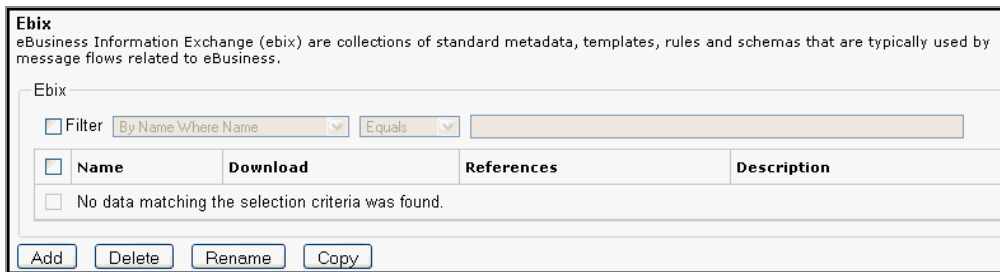 Ebix
eBusiness Information Exchange (ebix) are collections of standard metadata, templates, rules and schemas that are typically used by
message flows related to eBusiness.
Ebix
Filter By Name Where Name Equals
Name Download References Description
No data matching the selection criteria was found.
Add Delete Rename Copy